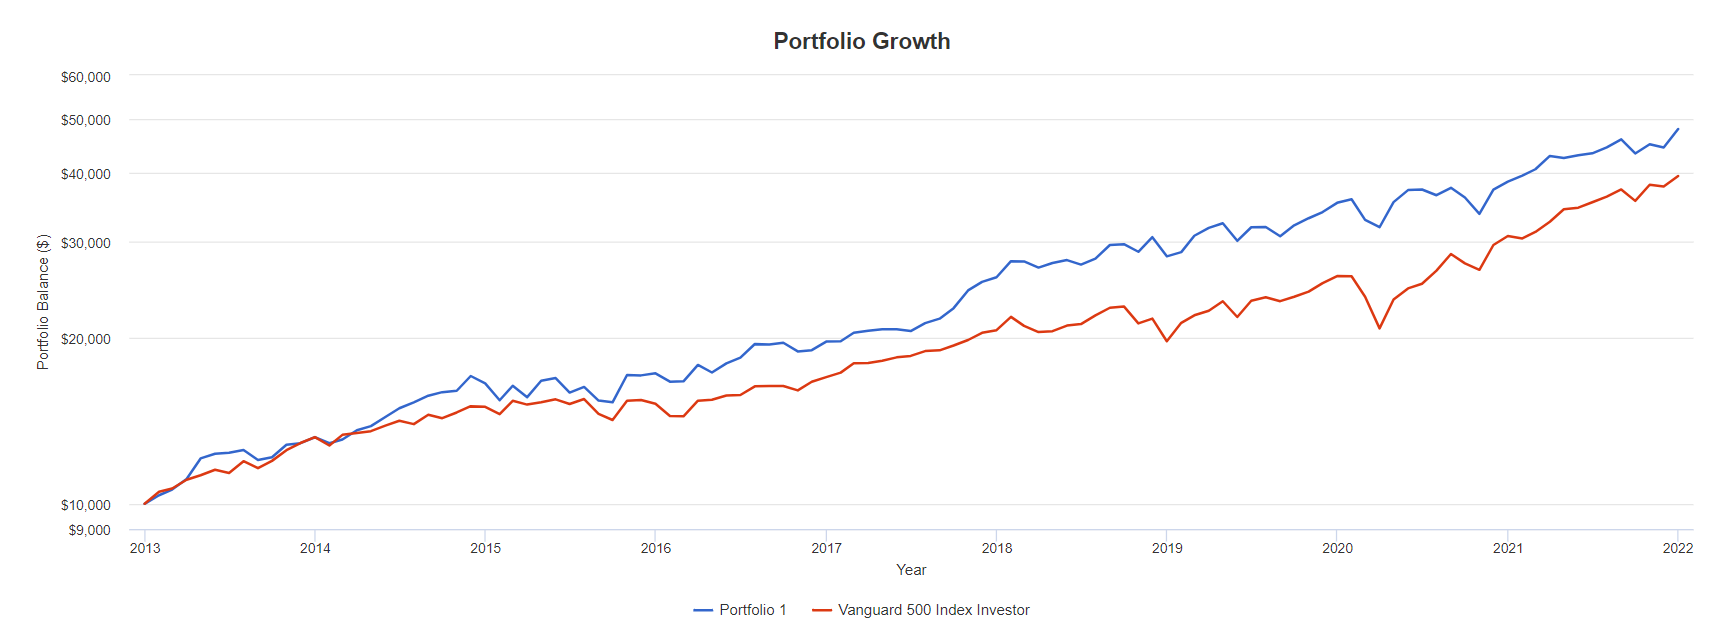 Portfolio Growth
$60,000
$50,000
$40,000
$30,000
$20,000
$10,000
$9,000
Portfolio Balance ($)
2013 2014 2015 2016 2017 2018 2019 2020 2021 2022
Year
Portfolio 1 Vanguard 500 Index Investor